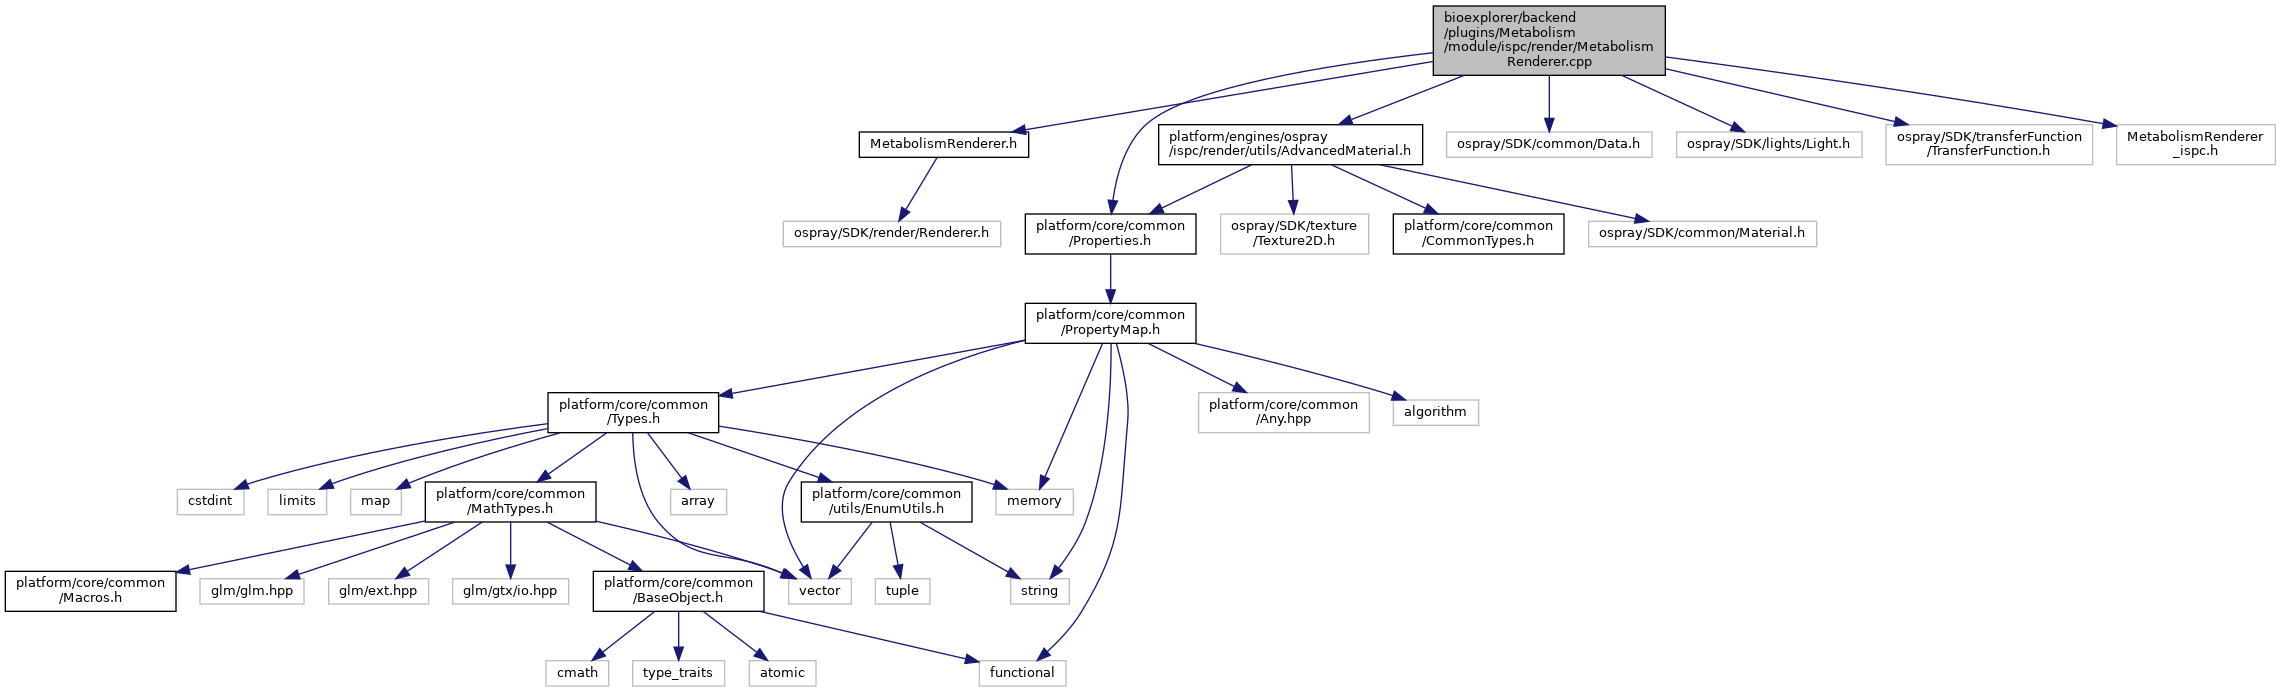 bioexplorer/backend
/plugins/Metabolism
/module/ispc/render/Metabolism
Renderer.cpp
MetabolismRenderer.h
platform/engines/ospray
/ispc/render/utils/AdvancedMaterial.h
ospray/SDK/common/Data.h
ospray/SDK/lights/Light.h
ospray/SDK/transferFunction
/TransferFunction.h
MetabolismRenderer
_ispc.h
ospray/SDK/render/Renderer.h
platform/core/common
/Properties.h
ospray/SDK/texture
/Texture2D.h
platform/core/common
/CommonTypes.h
ospray/SDK/common/Material.h
platform/core/common
/PropertyMap.h
platform/core/common
/Types.h
platform/core/common
/Any.hpp
algorithm
cstdint
limits
map
platform/core/common
/MathTypes.h
array
platform/core/common
/utils/EnumUtils.h
memory
platform/core/common
/Macros.h
glm/glm.hpp
glm/ext.hpp
glm/gtx/io.hpp
platform/core/common
/BaseObject.h
vector
tuple
string
cmath
type_traits
atomic
functional